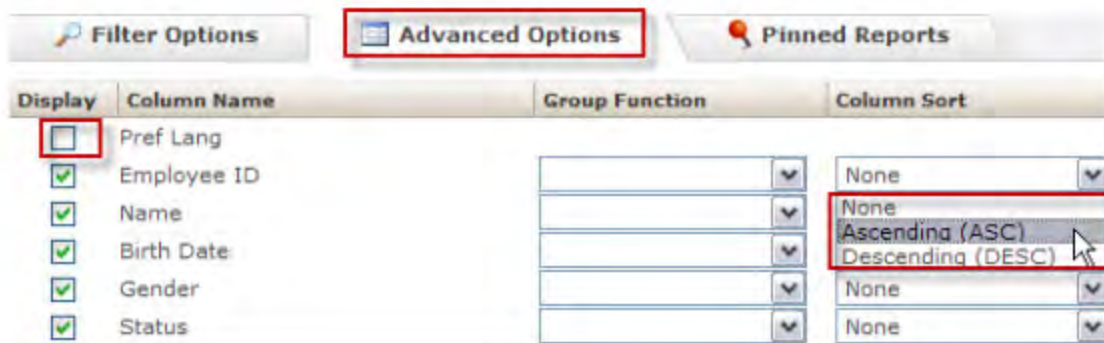 Filter Options Advanced Options Pinned Reports
Display Column Name Group Function Column Sort
Pref Lang
Employee ID None
Name None
Ascending (ASC)
Birth Date Descending (DESC)
Gender None
Status None